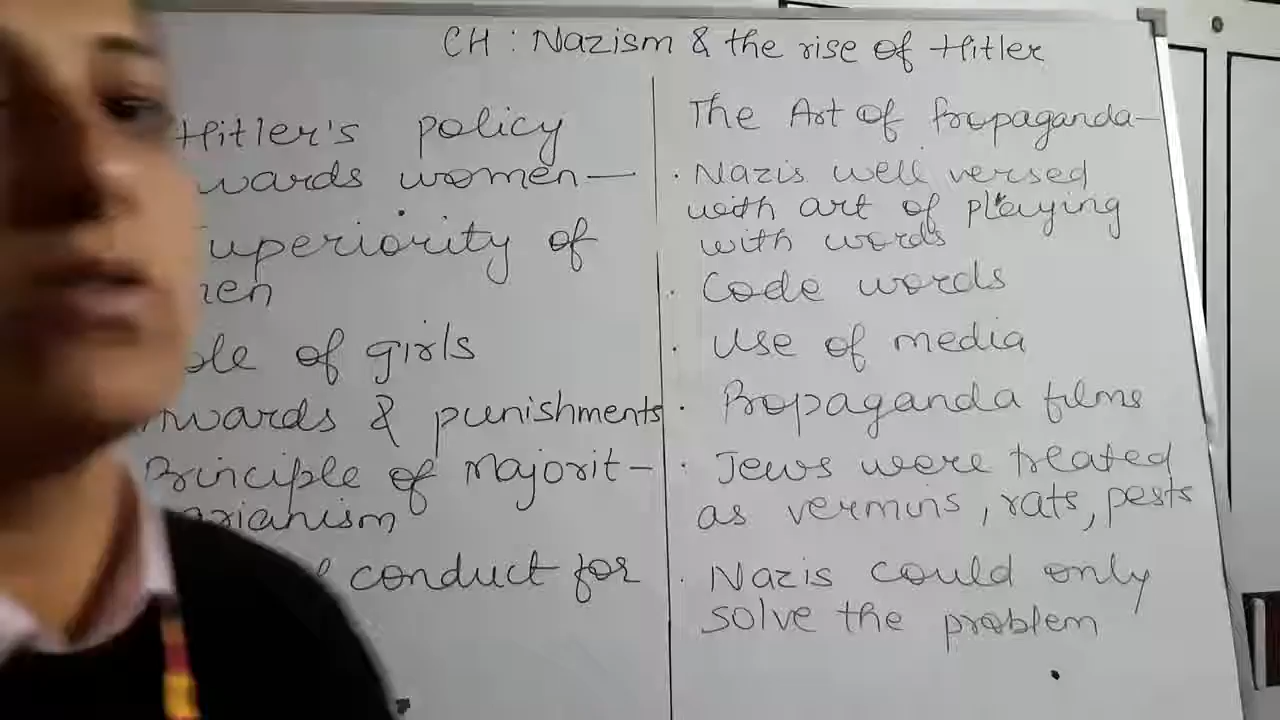 CH : Nazism & the rise of Hitler
Hitler's policy
wards women—
uperiority of
en
le of girls
wards & punishments
Principle of Majorit—
arianism
conduct for
The Art of Propaganda—
. Nazis well versed
with art of playing
with words
. Code words
. Use of media
. Propaganda films
. Jews were treated
as vermins, rats, pests
. Nazis could only
solve the problem